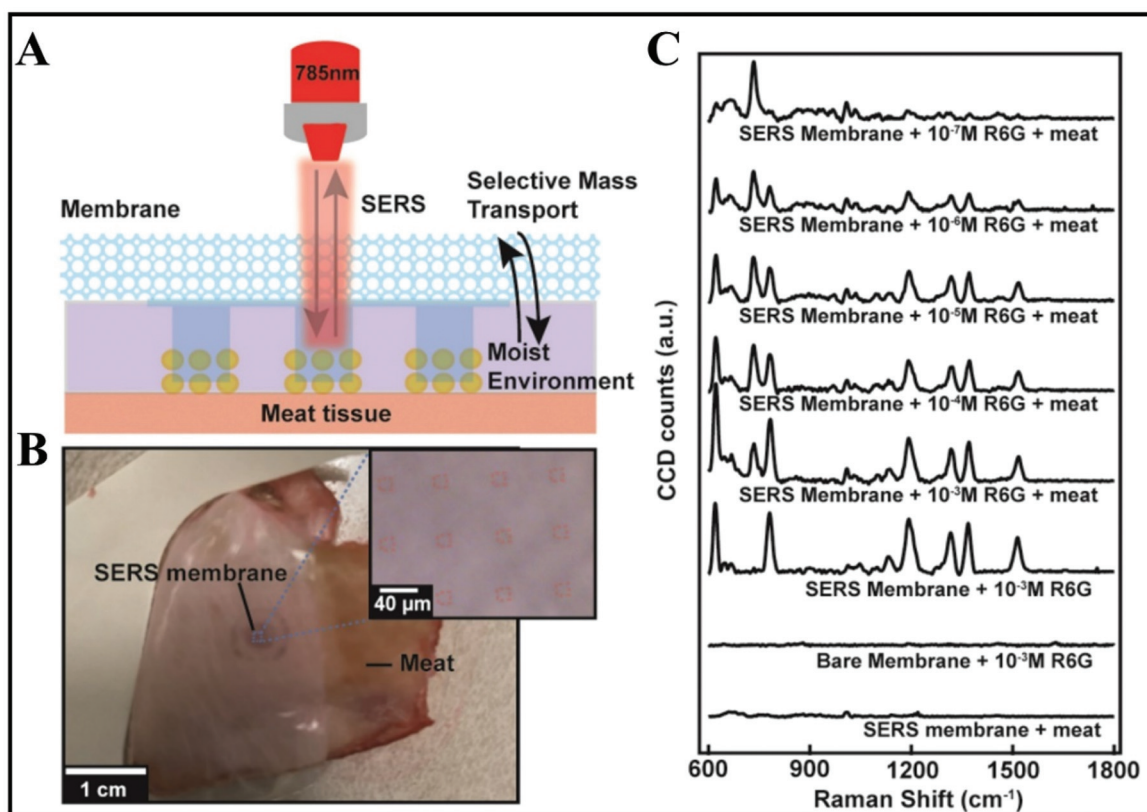 A
785nm
SERS
Selective Mass
Transport
Membrane
Moist
Environment
Meat tissue
B
SERS membrane
40 µm
Meat
1 cm
C
CCD counts (a.u.)
SERS Membrane + 10⁻⁷M R6G + meat
SERS Membrane + 10⁻⁶M R6G + meat
SERS Membrane + 10⁻⁵M R6G + meat
SERS Membrane + 10⁻⁴M R6G + meat
SERS Membrane + 10⁻³M R6G + meat
SERS Membrane + 10⁻³M R6G
Bare Membrane + 10⁻³M R6G
SERS membrane + meat
600 900 1200 1500 1800
Raman Shift (cm⁻¹)